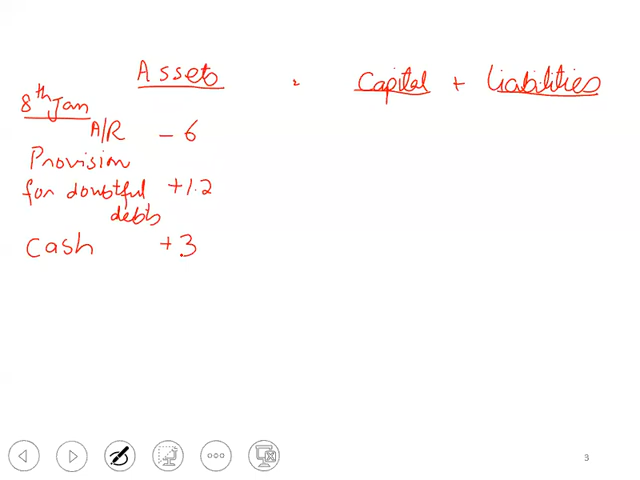 Assets = Capital + Liabilities
8th Jan
A/R - 6
Provision
for doubtful +1.2
debts
Cash +3
3